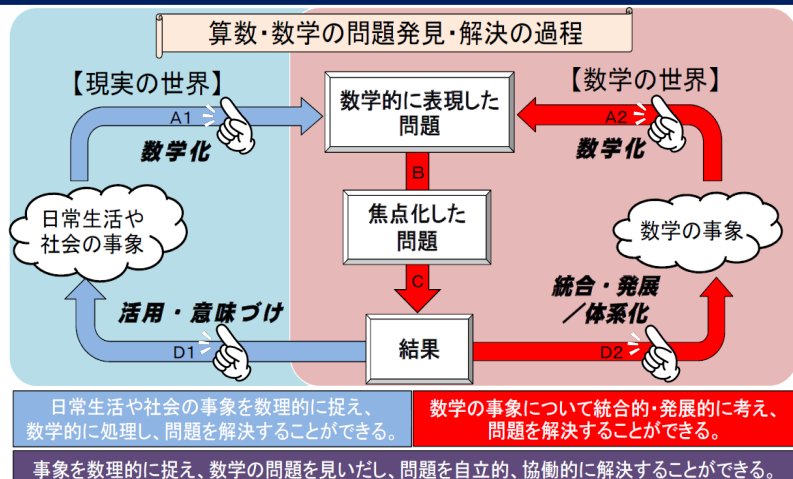 算数・数学の問題発見・解決の過程
【現実の世界】
【数学の世界】
A1
数学化
数学的に表現した
問題
A2
数学化
B
日常生活や
社会の事象
焦点化した
問題
数学の事象
C
活用・意味づけ
統合・発展
／体系化
D1
結果
D2
日常生活や社会の事象を数理的に捉え、
数学的に処理し、問題を解決することができる。
数学の事象について統合的・発展的に考え、
問題を解決することができる。
事象を数理的に捉え、数学の問題を見いだし、問題を自立的、協働的に解決することができる。